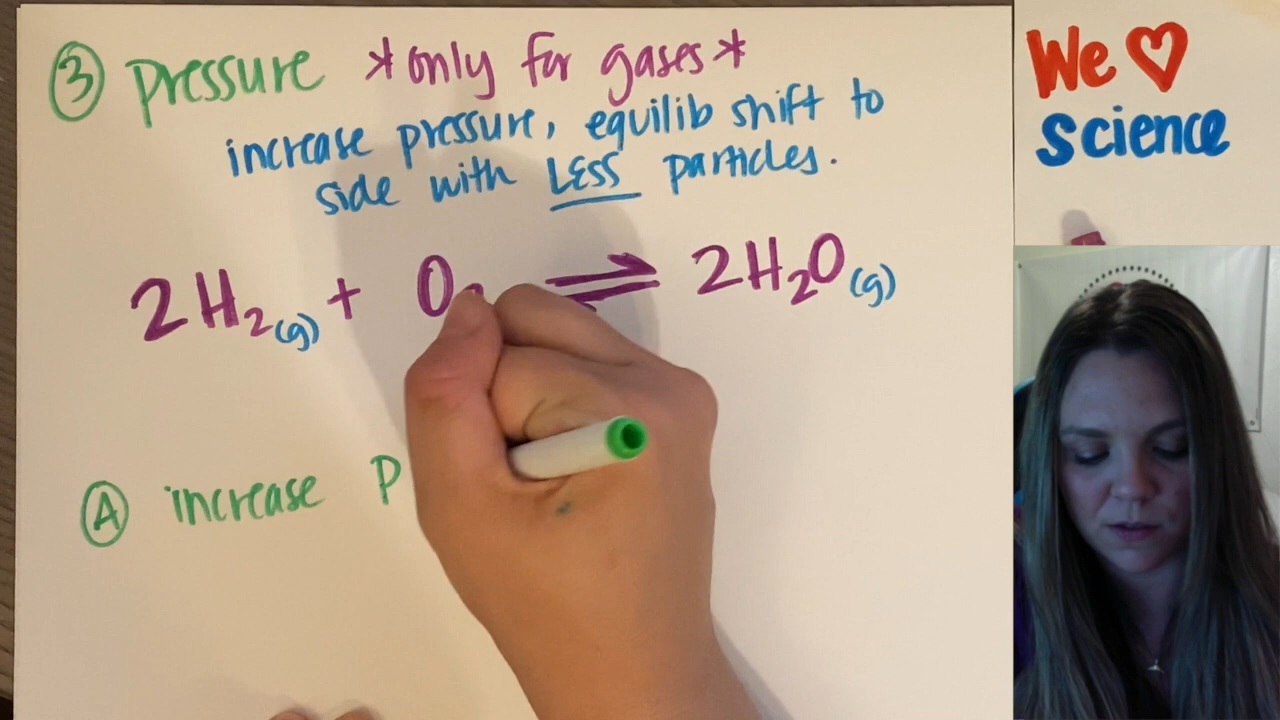 ③ pressure *only for gases*
increase pressure, equilib shift to
side with LESS particles.
2H₂(g) + O₂ ⇌ 2H₂O(g)
Ⓐ increase P
We ♡
science